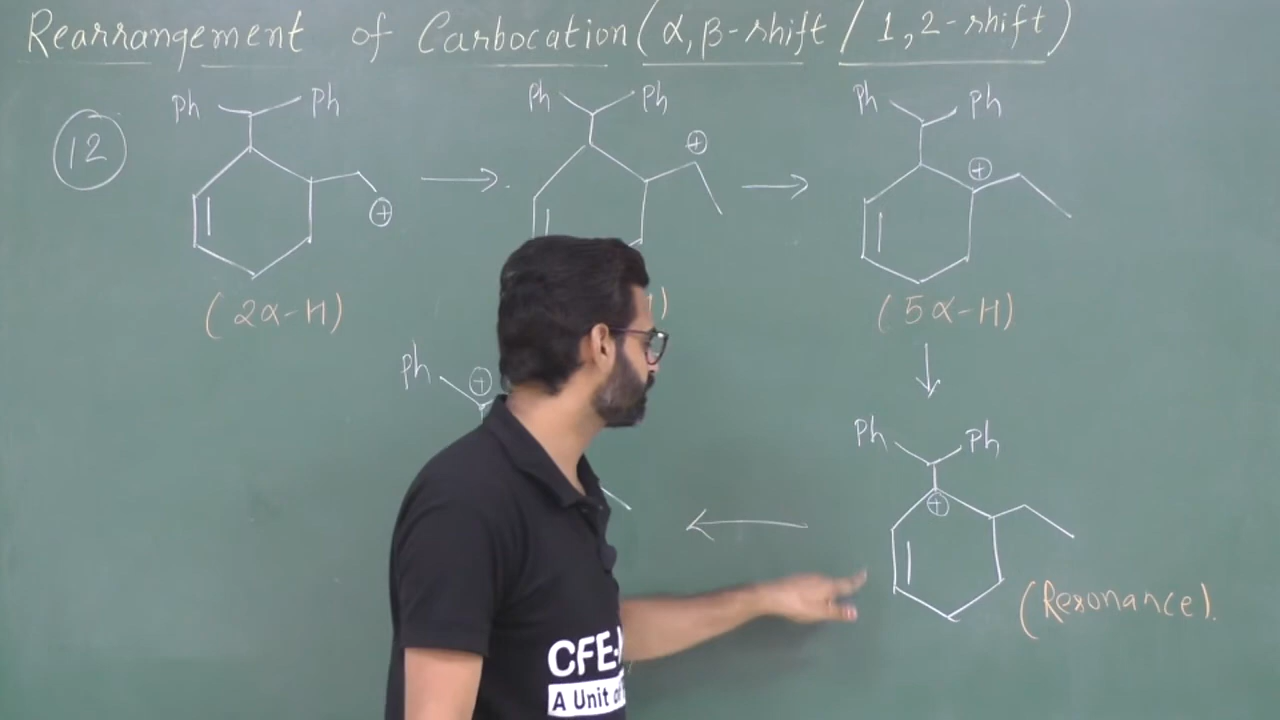 Rearrangement of Carbocation (α,β-shift / 1,2-shift)
12
Ph Ph
⊕
Ph Ph
⊕
Ph Ph
⊕
(2α-H)
(5α-H)
Ph
⊕
Ph Ph
⊕
(Resonance).
CFE-
A Unit